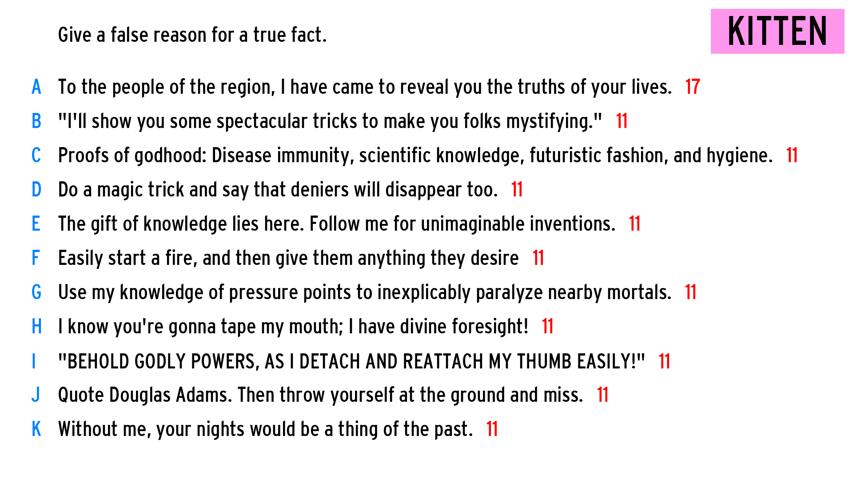 Give a false reason for a true fact.
KITTEN
A To the people of the region, I have came to reveal you the truths of your lives. 17
B "I'll show you some spectacular tricks to make you folks mystifying." 11
C Proofs of godhood: Disease immunity, scientific knowledge, futuristic fashion, and hygiene. 11
D Do a magic trick and say that deniers will disappear too. 11
E The gift of knowledge lies here. Follow me for unimaginable inventions. 11
F Easily start a fire, and then give them anything they desire 11
G Use my knowledge of pressure points to inexplicably paralyze nearby mortals. 11
H I know you're gonna tape my mouth; I have divine foresight! 11
I "BEHOLD GODLY POWERS, AS I DETACH AND REATTACH MY THUMB EASILY!" 11
J Quote Douglas Adams. Then throw yourself at the ground and miss. 11
K Without me, your nights would be a thing of the past. 11